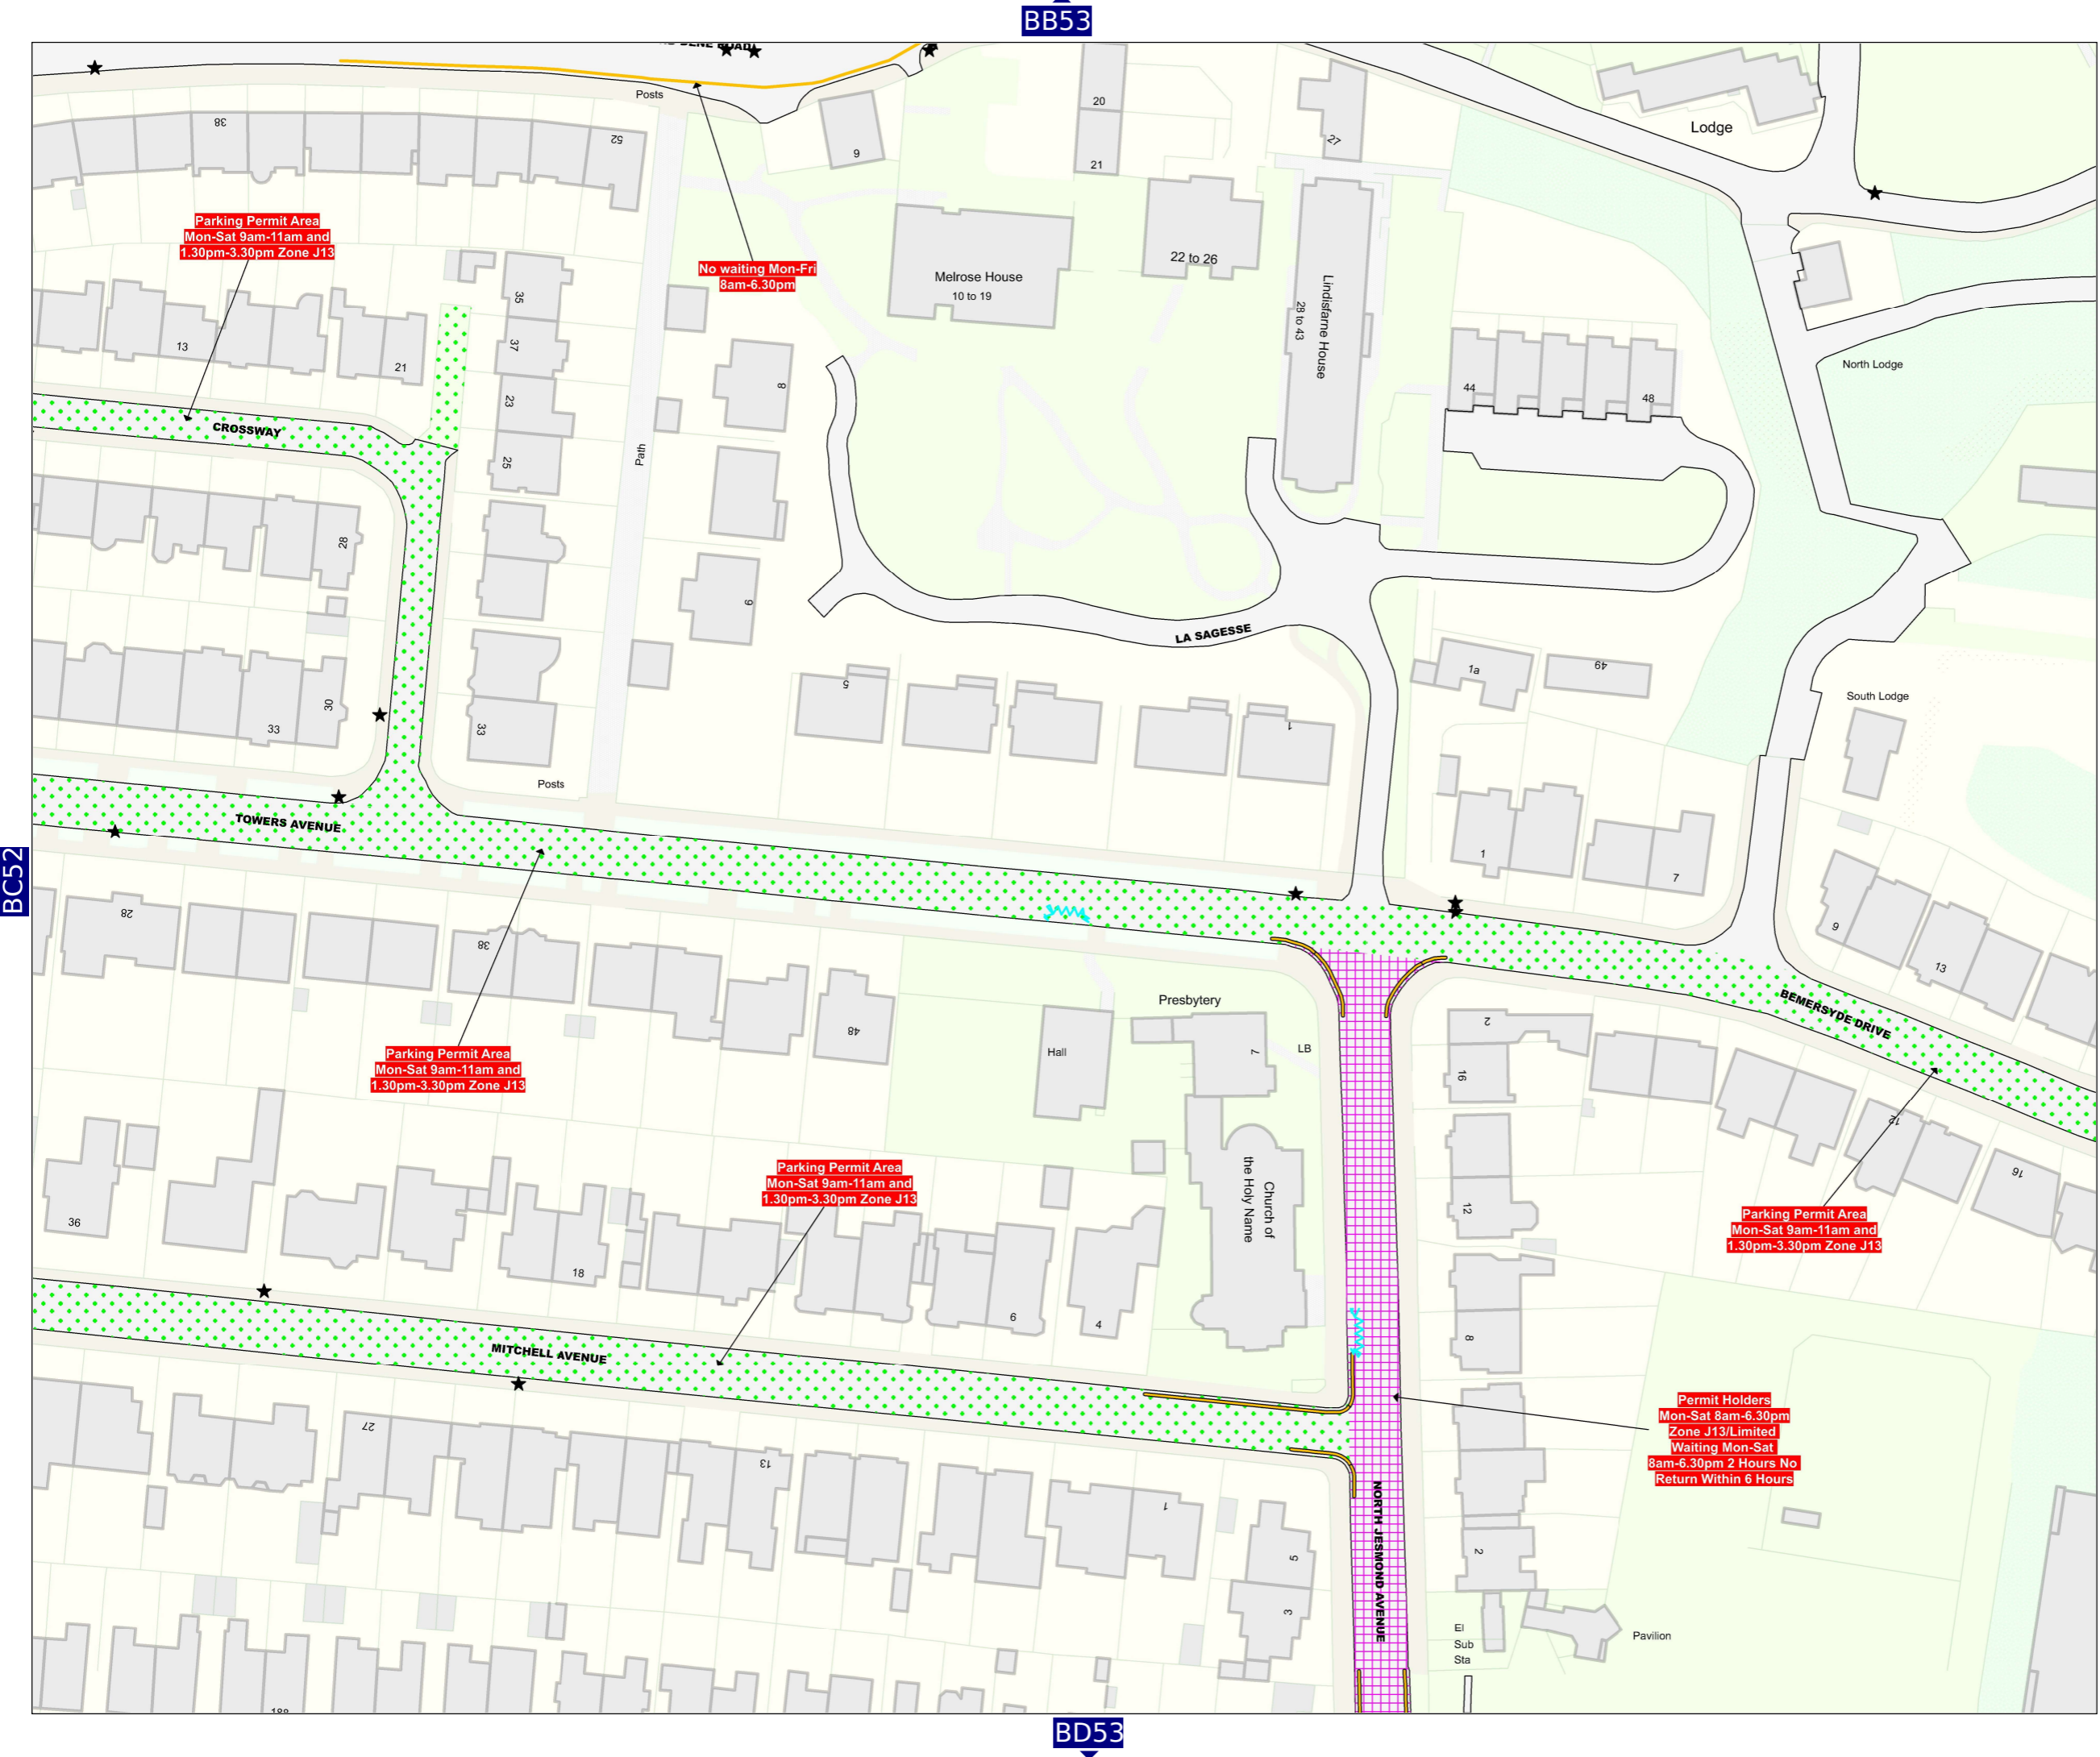 BB53
Posts
38
52
9
20
21
27
Lodge
Parking Permit Area
Mon-Sat 9am-11am and
1.30pm-3.30pm Zone J13
No waiting Mon-Fri
8am-6.30pm
Melrose House
10 to 19
22 to 26
Lindisfarne House
28 to 43
35
37
23
25
13
21
8
44
48
North Lodge
CROSSWAY
Path
28
6
LA SAGESSE
5
1
1a
49
30
33
33
South Lodge
Posts
TOWERS AVENUE
BC52
1
7
9
13
28
38
48
BEMERSYDE DRIVE
Presbytery
Hall
7
LB
2
16
12
12
16
Parking Permit Area
Mon-Sat 9am-11am and
1.30pm-3.30pm Zone J13
Parking Permit Area
Mon-Sat 9am-11am and
1.30pm-3.30pm Zone J13
Church of
the Holy Name
Parking Permit Area
Mon-Sat 9am-11am and
1.30pm-3.30pm Zone J13
36
18
6
4
8
MITCHELL AVENUE
Permit Holders
Mon-Sat 8am-6.30pm
Zone J13/Limited
Waiting Mon-Sat
8am-6.30pm 2 Hours No
Return Within 6 Hours
27
13
1
5
3
2
NORTH JESMOND AVENUE
El
Sub
Sta
Pavilion
BD53